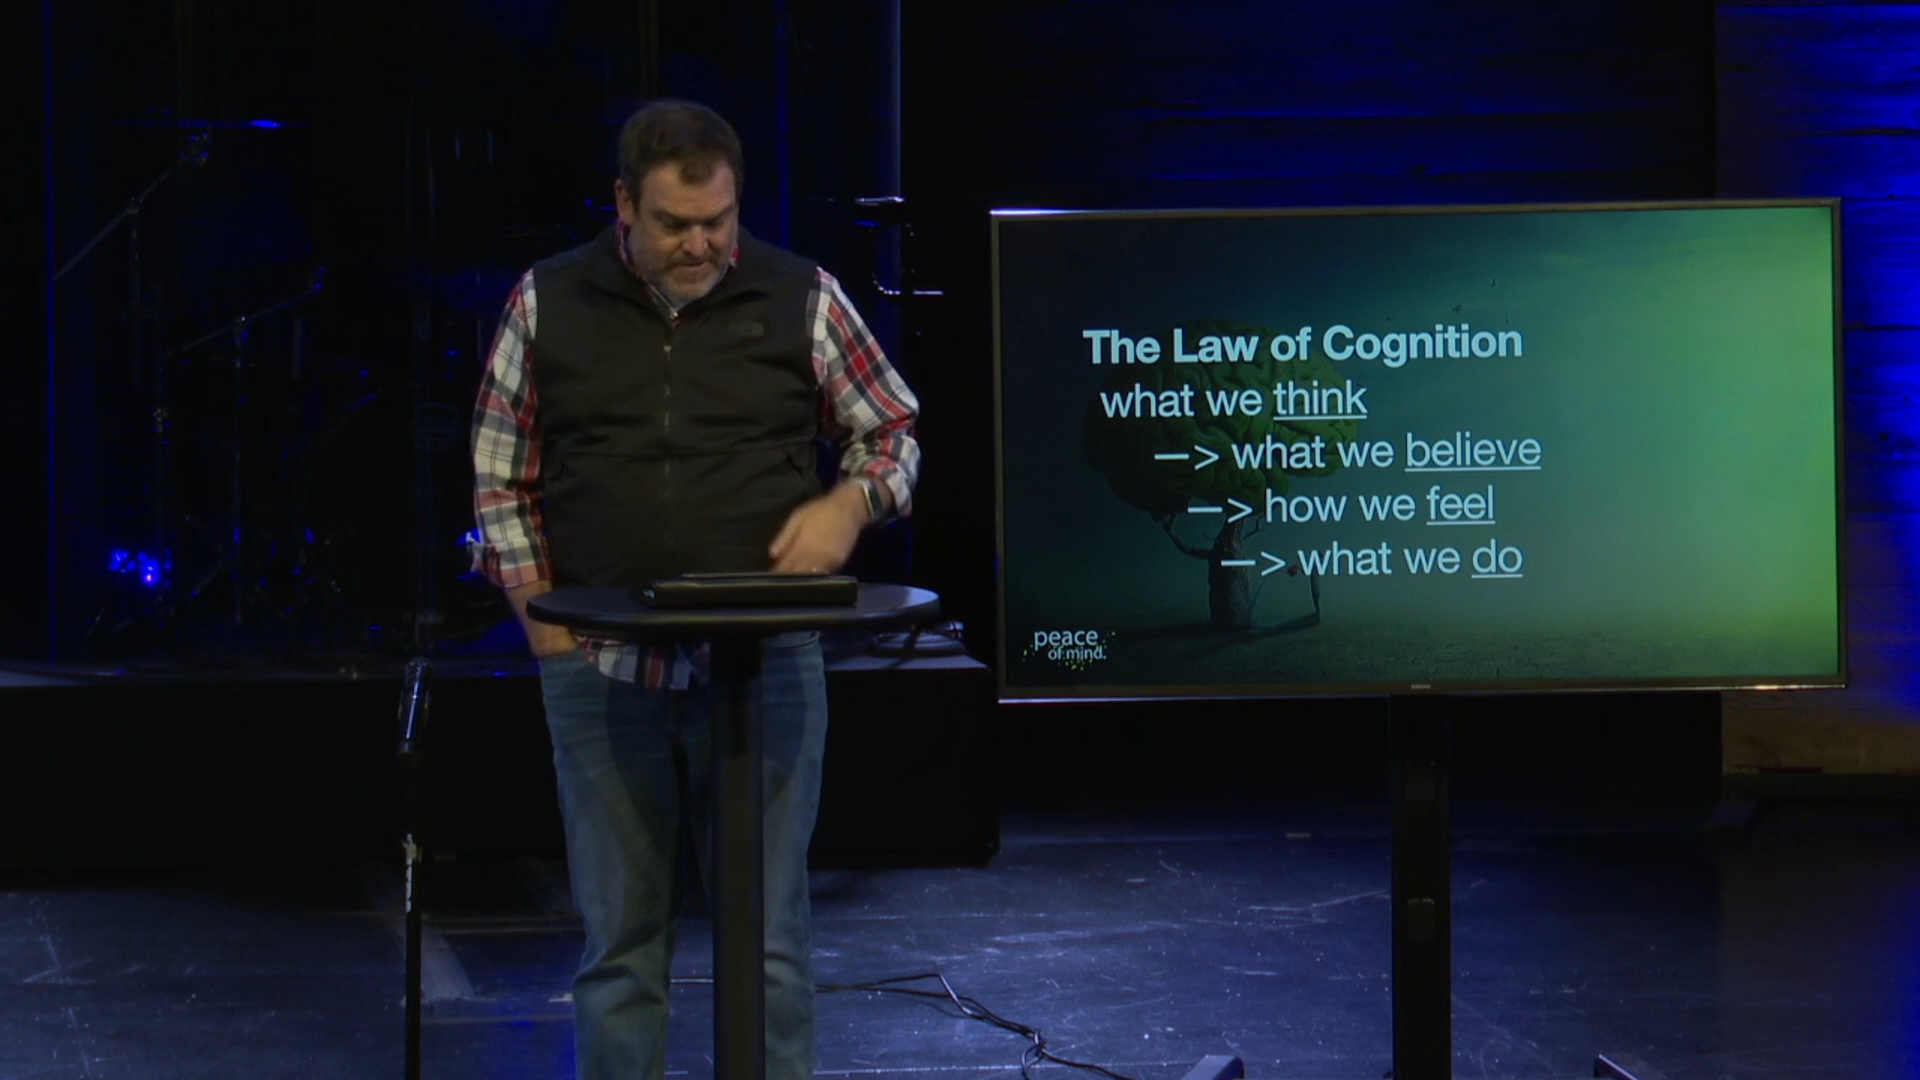 The Law of Cognition
what we think
—> what we believe
—> how we feel
—> what we do
peace
of mind.